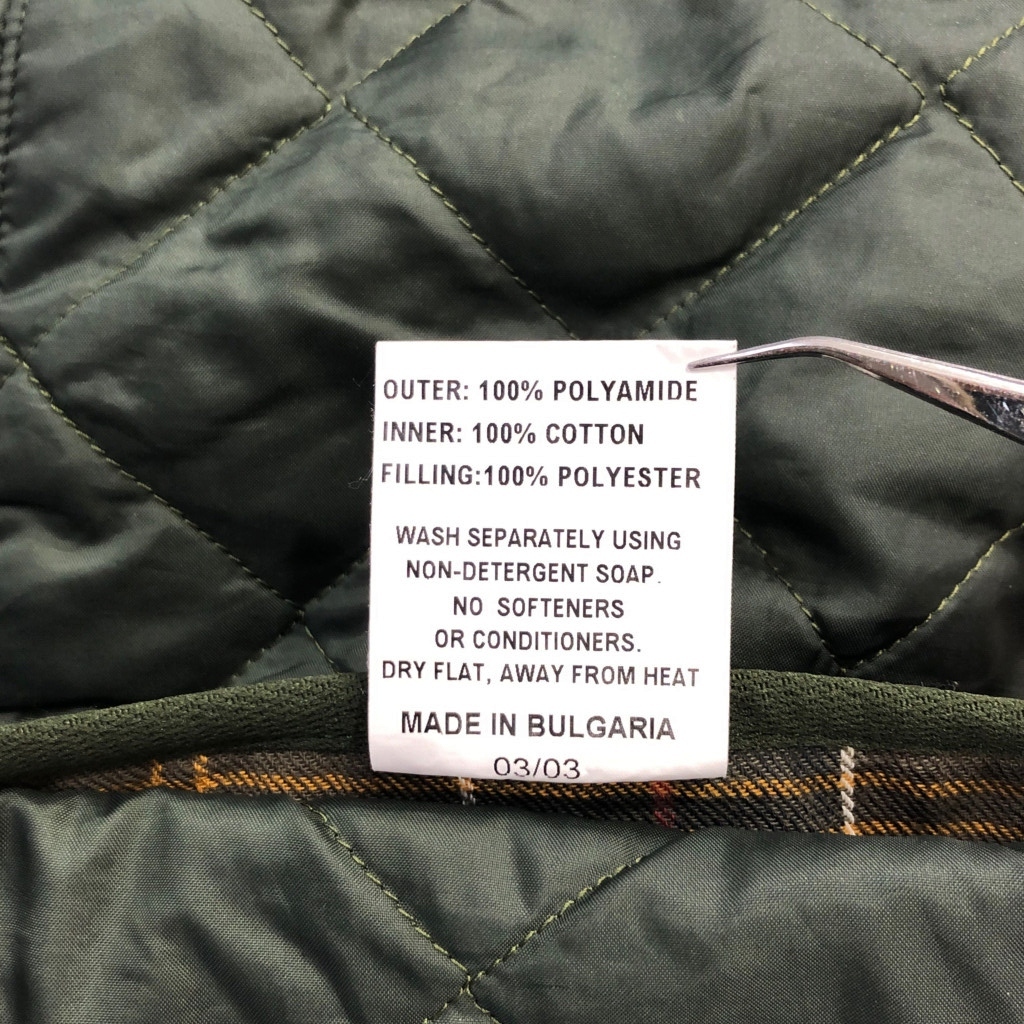 OUTER: 100% POLYAMIDE
INNER: 100% COTTON
FILLING:100% POLYESTER
WASH SEPARATELY USING
NON-DETERGENT SOAP.
NO SOFTENERS
OR CONDITIONERS.
DRY FLAT, AWAY FROM HEAT
MADE IN BULGARIA
03/03